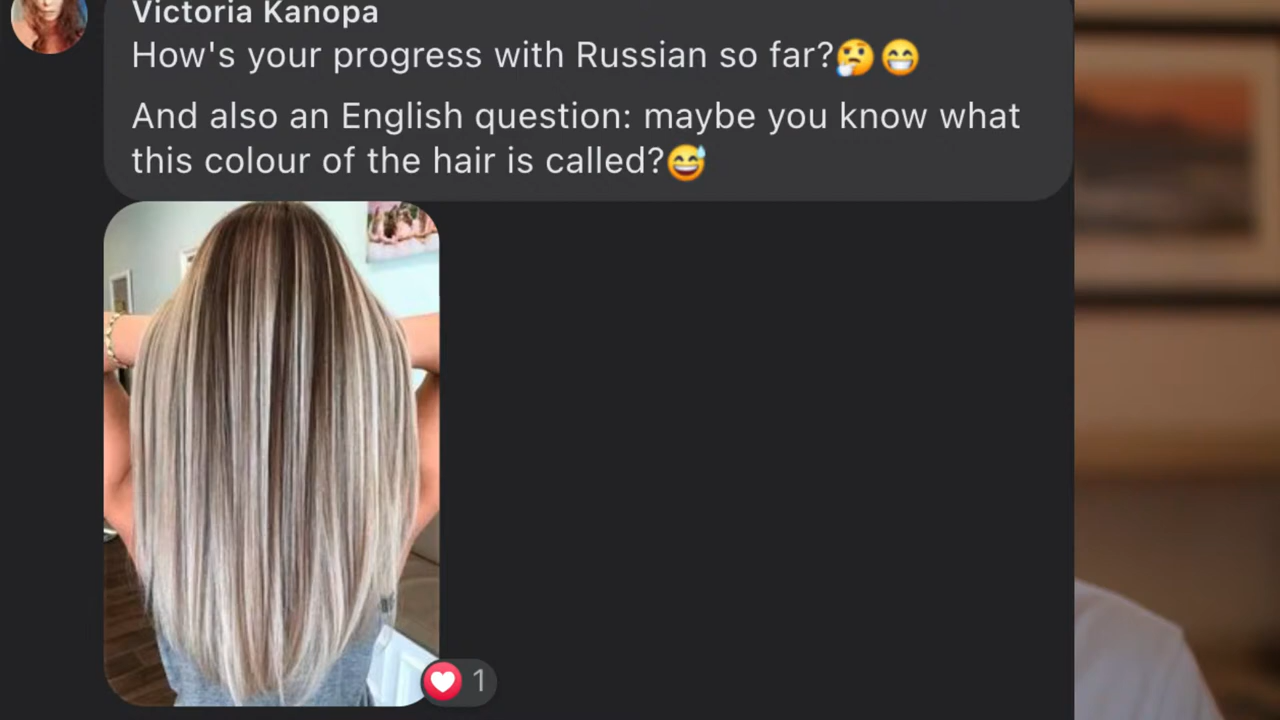 Victoria Kanopa
How's your progress with Russian so far?🤔😁
And also an English question: maybe you know what
this colour of the hair is called?😅
1